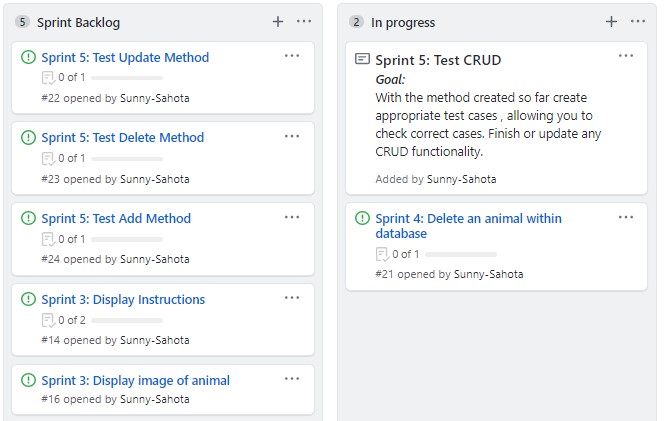 5 Sprint Backlog + ...
Sprint 5: Test Update Method ...
0 of 1
#22 opened by Sunny-Sahota
Sprint 5: Test Delete Method ...
0 of 1
#23 opened by Sunny-Sahota
Sprint 5: Test Add Method ...
0 of 1
#24 opened by Sunny-Sahota
Sprint 3: Display Instructions ...
0 of 2
#14 opened by Sunny-Sahota
Sprint 3: Display image of animal ...
#16 opened by Sunny-Sahota
2 In progress + ...
Sprint 5: Test CRUD ...
Goal:
With the method created so far create
appropriate test cases , allowing you to
check correct cases. Finish or update any
CRUD functionality.
Added by Sunny-Sahota
Sprint 4: Delete an animal within ...
database
0 of 1
#21 opened by Sunny-Sahota